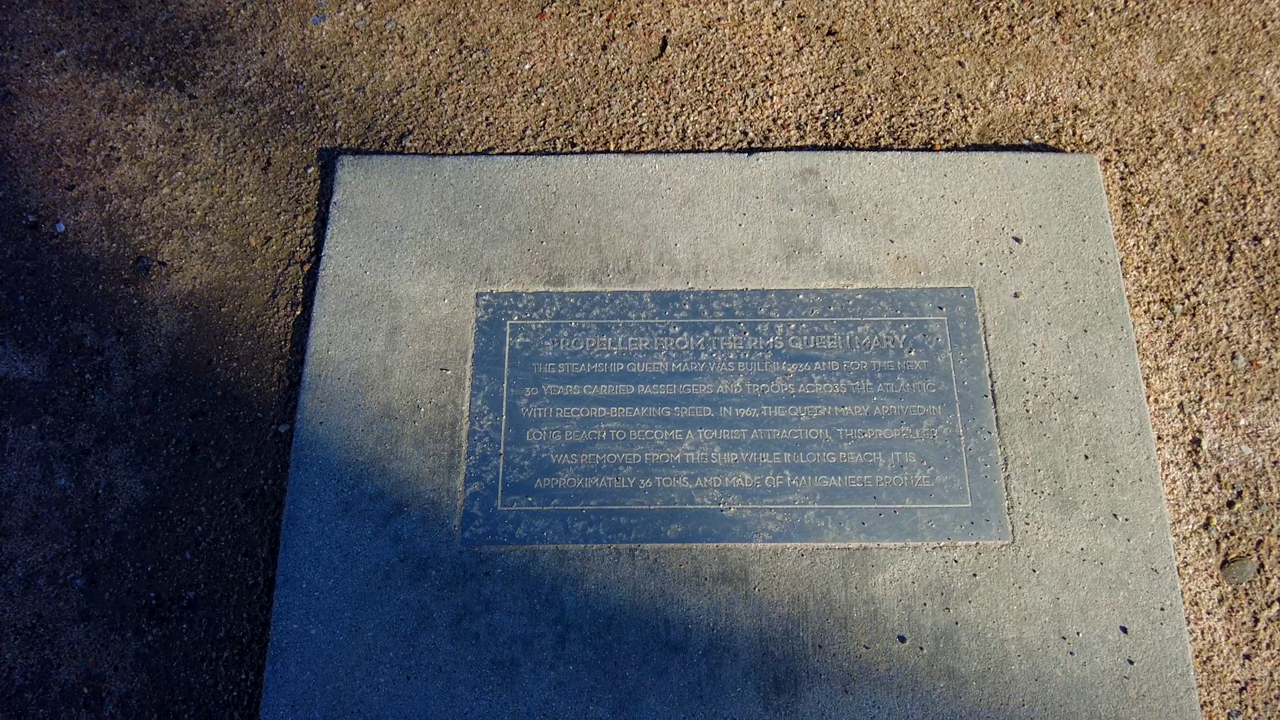 PROPELLER FROM THE RMS QUEEN MARY
THE STEAMSHIP QUEEN MARY WAS BUILT IN 1936 AND FOR THE NEXT
30 YEARS CARRIED PASSENGERS AND TROOPS ACROSS THE ATLANTIC
WITH RECORD-BREAKING SPEED. IN 1967, THE QUEEN MARY ARRIVED IN
LONG BEACH TO BECOME A TOURIST ATTRACTION. THIS PROPELLER
WAS REMOVED FROM THE SHIP WHILE IN LONG BEACH. IT IS
APPROXIMATELY 36 TONS, AND MADE OF MANGANESE BRONZE.